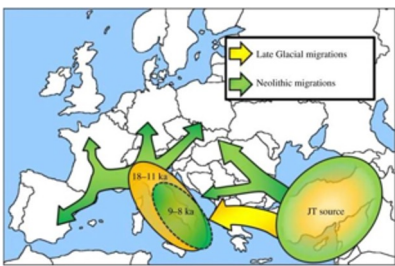 Late Glacial migrations
Neolithic migrations
18–11 ka
9–8 ka
JT source